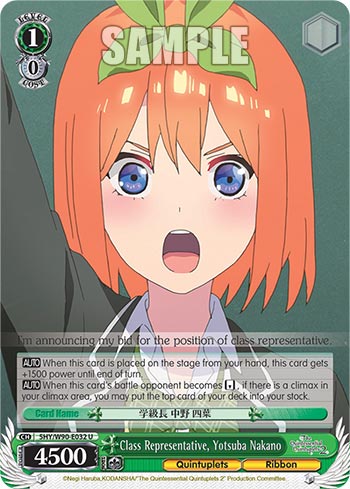 LEVEL
1
0
COST
SAMPLE
I'm announcing my bid for the position of class representative.
AUTO When this card is placed on the stage from your hand, this card gets
+1500 power until end of turn.
AUTO When this card's battle opponent becomes, if there is a climax in
your climax area, you may put the top card of your deck into your stock.
Card Name 学級長 中野 四葉
CH 5HY/W90-E032 U
4500
Class Representative, Yotsuba Nakano
Quintuplets Ribbon
©Negi Haruba,KODANSHA/"The Quintessential Quintuplets 2" Production Committee.